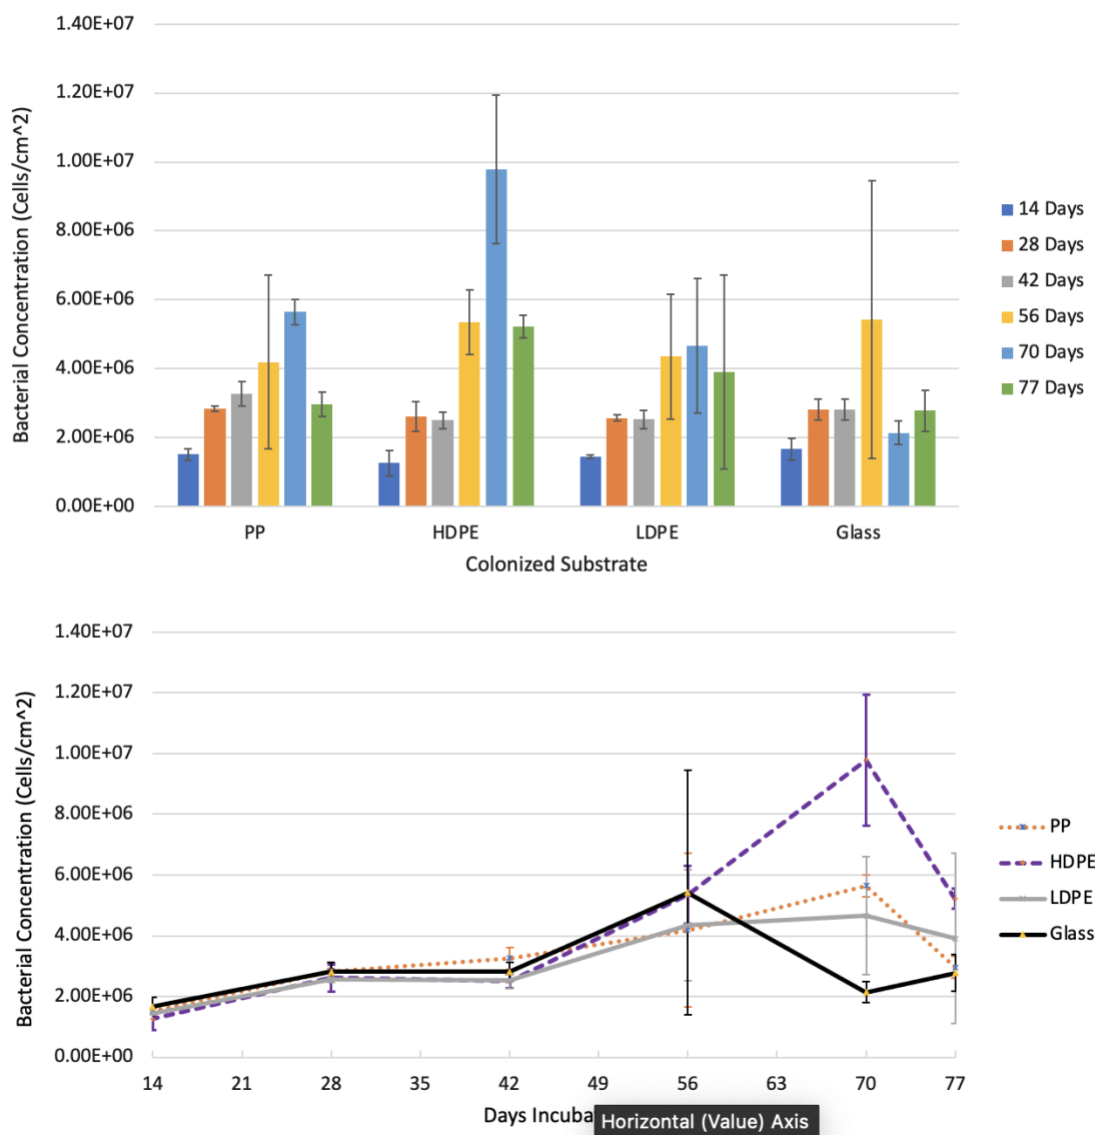 1.40E+07
1.20E+07
1.00E+07
8.00E+06
6.00E+06
4.00E+06
2.00E+06
0.00E+00
Bacterial Concentration (Cells/cm^2)
PP HDPE LDPE Glass
Colonized Substrate
14 Days
28 Days
42 Days
56 Days
70 Days
77 Days
1.40E+07
1.20E+07
1.00E+07
8.00E+06
6.00E+06
4.00E+06
2.00E+06
0.00E+00
Bacterial Concentration (Cells/cm^2)
14 21 28 35 42 49 56 63 70 77
Days Incuba
Horizontal (Value) Axis
PP
HDPE
LDPE
Glass